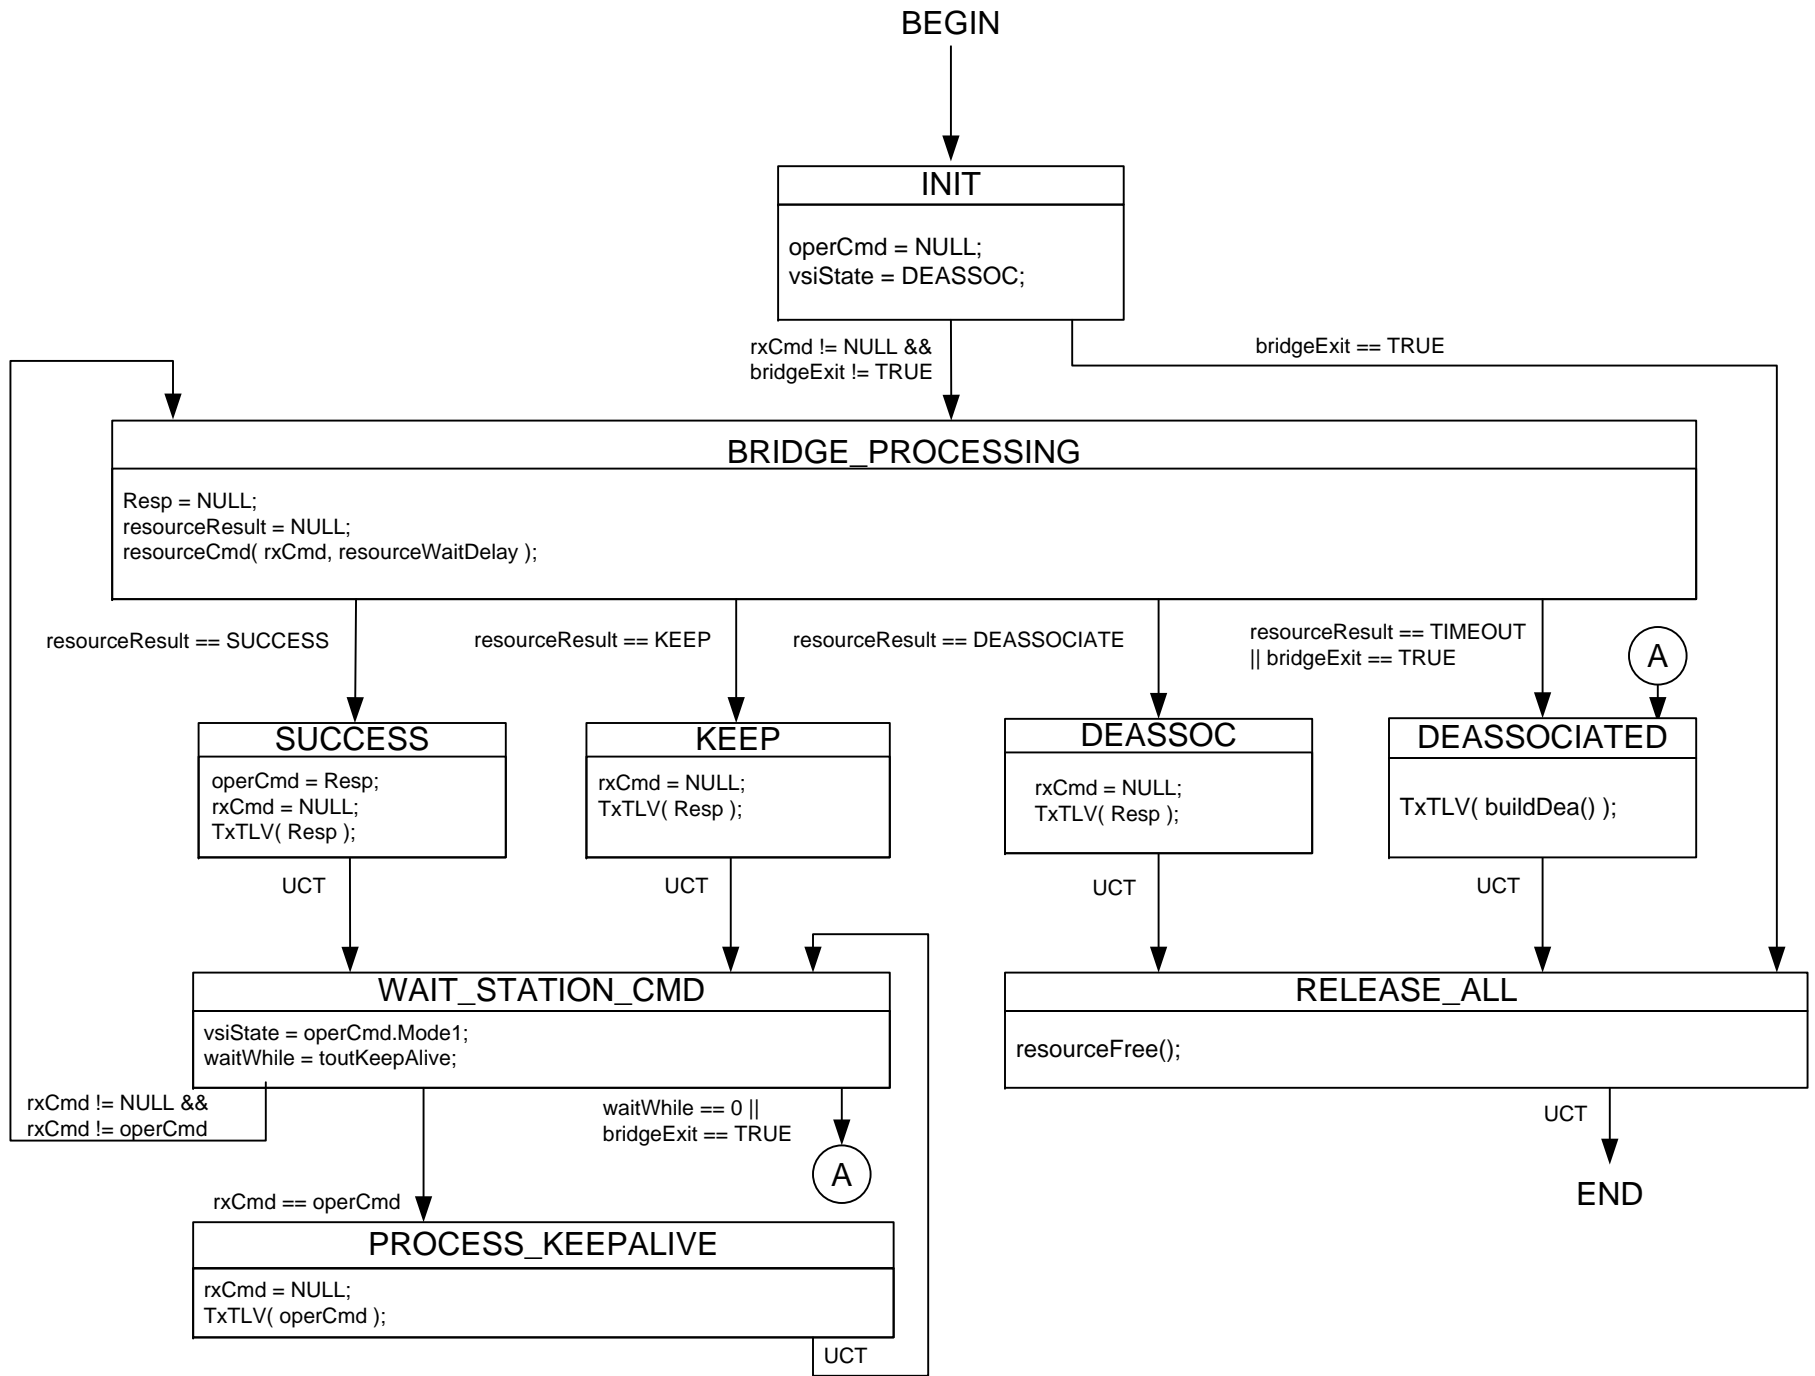 BEGIN
INIT
operCmd = NULL;
vsiState = DEASSOC;
rxCmd != NULL &&
bridgeExit != TRUE
bridgeExit == TRUE
BRIDGE_PROCESSING
Resp = NULL;
resourceResult = NULL;
resourceCmd( rxCmd, resourceWaitDelay );
resourceResult == SUCCESS
resourceResult == KEEP
resourceResult == DEASSOCIATE
resourceResult == TIMEOUT
|| bridgeExit == TRUE
A
SUCCESS
operCmd = Resp;
rxCmd = NULL;
TxTLV( Resp );
KEEP
rxCmd = NULL;
TxTLV( Resp );
DEASSOC
rxCmd = NULL;
TxTLV( Resp );
DEASSOCIATED
TxTLV( buildDea() );
UCT
UCT
UCT
UCT
WAIT_STATION_CMD
vsiState = operCmd.Mode1;
waitWhile = toutKeepAlive;
RELEASE_ALL
resourceFree();
rxCmd != NULL &&
rxCmd != operCmd
waitWhile == 0 ||
bridgeExit == TRUE
A
UCT
END
rxCmd == operCmd
PROCESS_KEEPALIVE
rxCmd = NULL;
TxTLV( operCmd );
UCT